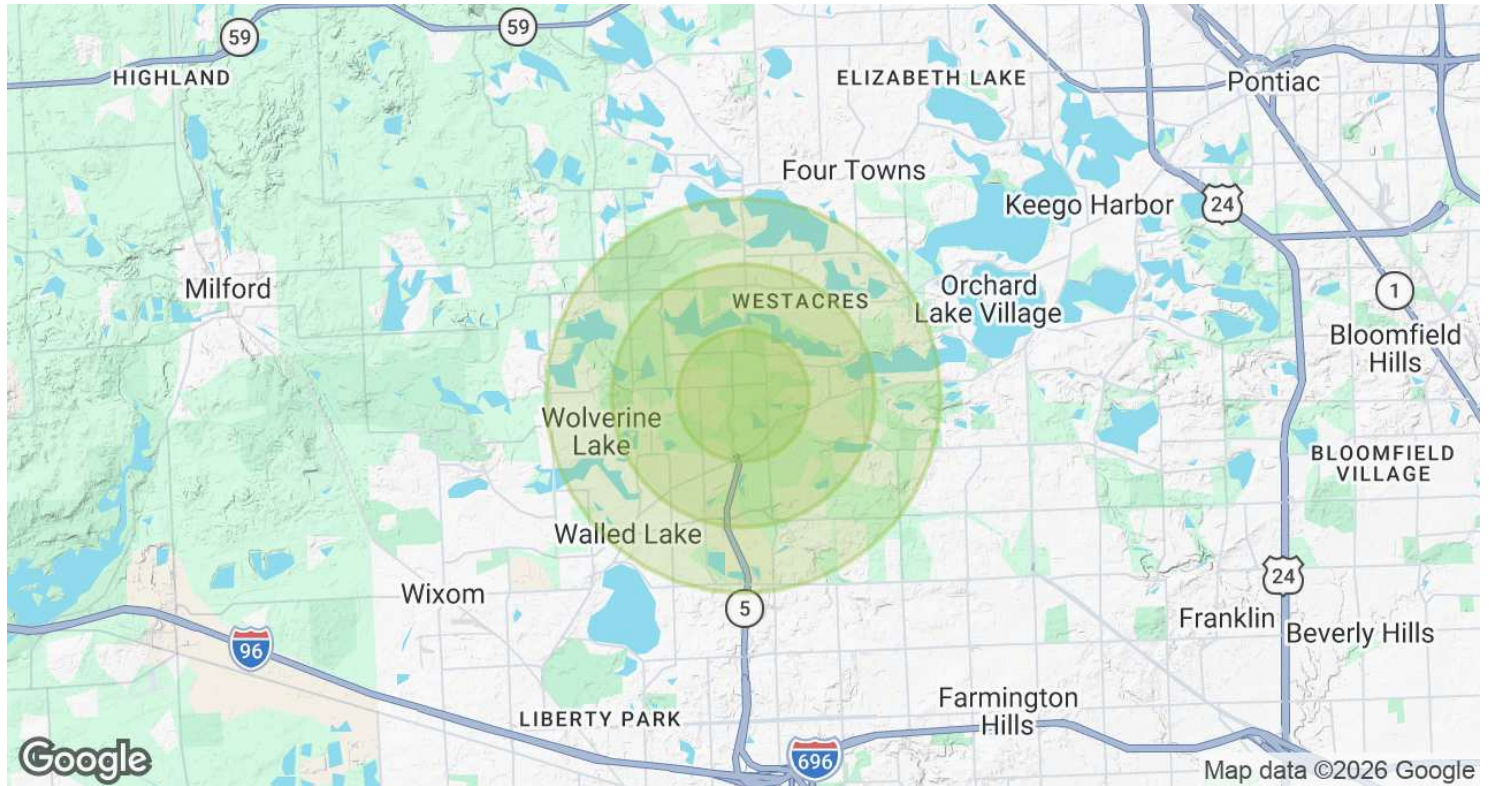 59
59
HIGHLAND
ELIZABETH LAKE
Pontiac
Four Towns
Keego Harbor
24
Milford
WESTACRES
Orchard
Lake Village
1
Bloomfield
Hills
Wolverine
Lake
BLOOMFIELD
VILLAGE
Walled Lake
Wixom
5
24
Franklin
Beverly Hills
96
LIBERTY PARK
Farmington
Hills
696
Google
Map data ©2026 Google